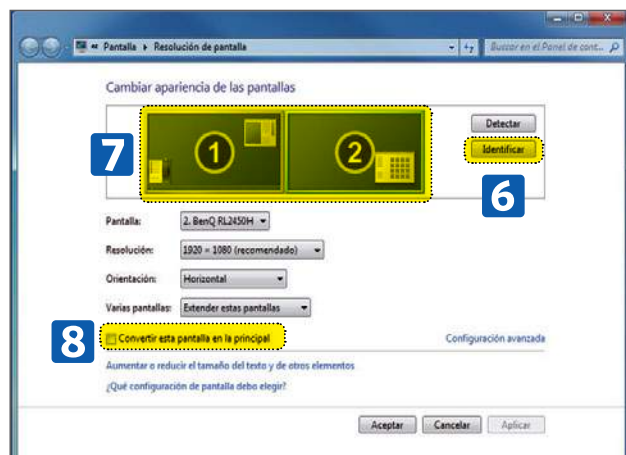 « Pantalla ▸ Resolución de pantalla
Buscar en el Panel de cont...
Cambiar apariencia de las pantallas
Detectar
7
1
2
Identificar
6
Pantalla: 2. BenQ RL2450H
Resolución: 1920 × 1080 (recomendado)
Orientación: Horizontal
Varias pantallas: Extender estas pantallas
8
Convertir esta pantalla en la principal
Configuración avanzada
Aumentar o reducir el tamaño del texto y de otros elementos
¿Qué configuración de pantalla debo elegir?
Aceptar Cancelar Aplicar